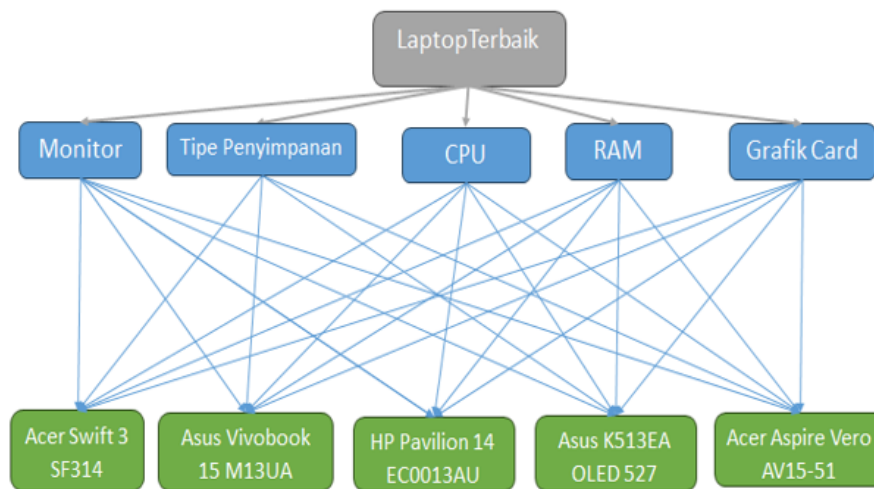 LaptopTerbaik
Monitor
Tipe Penyimpanan
CPU
RAM
Grafik Card
Acer Swift 3
SF314
Asus Vivobook
15 M13UA
HP Pavilion 14
EC0013AU
Asus K513EA
OLED 527
Acer Aspire Vero
AV15-51